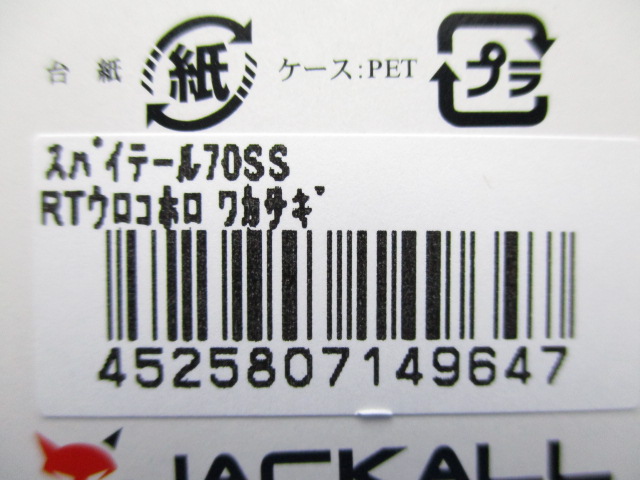 台紙 紙 ケース:PET プラ
スパイテール70SS
RTウロコホロ ワカサギ
4525807149647
JACKALL